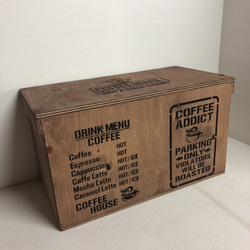 COFFEE
DRINK MENU
COFFEE
Coffee HOT
Espresso HOT
Cappuccino HOT/ICE
Caffe Latte HOT/ICE
Mocha Latte HOT/ICE
Caramel Latte HOT/ICE
COFFEE
HOUSE
COFFEE
ADDICT
PARKING
ONLY
VIOLATORS
WILL BE
ROASTED